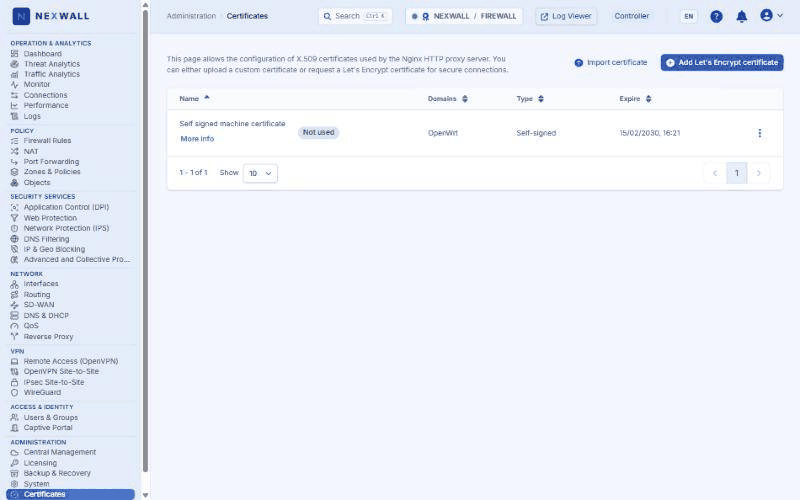 NEXWALL
Administration
Certificates
Search Ctrl K
NEXWALL / FIREWALL
Log Viewer
Controller
EN
OPERATION & ANALYTICS
Dashboard
Threat Analytics
Traffic Analytics
Monitor
Connections
Performance
Logs
POLICY
Firewall Rules
NAT
Port Forwarding
Zones & Policies
Objects
SECURITY SERVICES
Application Control (DPI)
Web Protection
Network Protection (IPS)
DNS Filtering
IP & Geo Blocking
Advanced and Collective Pro...
NETWORK
Interfaces
Routing
SD-WAN
DNS & DHCP
QoS
Reverse Proxy
VPN
Remote Access (OpenVPN)
OpenVPN Site-to-Site
IPsec Site-to-Site
WireGuard
ACCESS & IDENTITY
Users & Groups
Captive Portal
ADMINISTRATION
Central Management
Licensing
Backup & Recovery
System
Certificates
This page allows the configuration of X.509 certificates used by the Nginx HTTP proxy server. You
can either upload a custom certificate or request a Let's Encrypt certificate for secure connections.
Import certificate
Add Let's Encrypt certificate
Name Domains Type Expire
Self signed machine certificate
More info
Not used
OpenWrt
Self-signed
15/02/2030, 16:21
1 - 1 of 1 Show 10
1